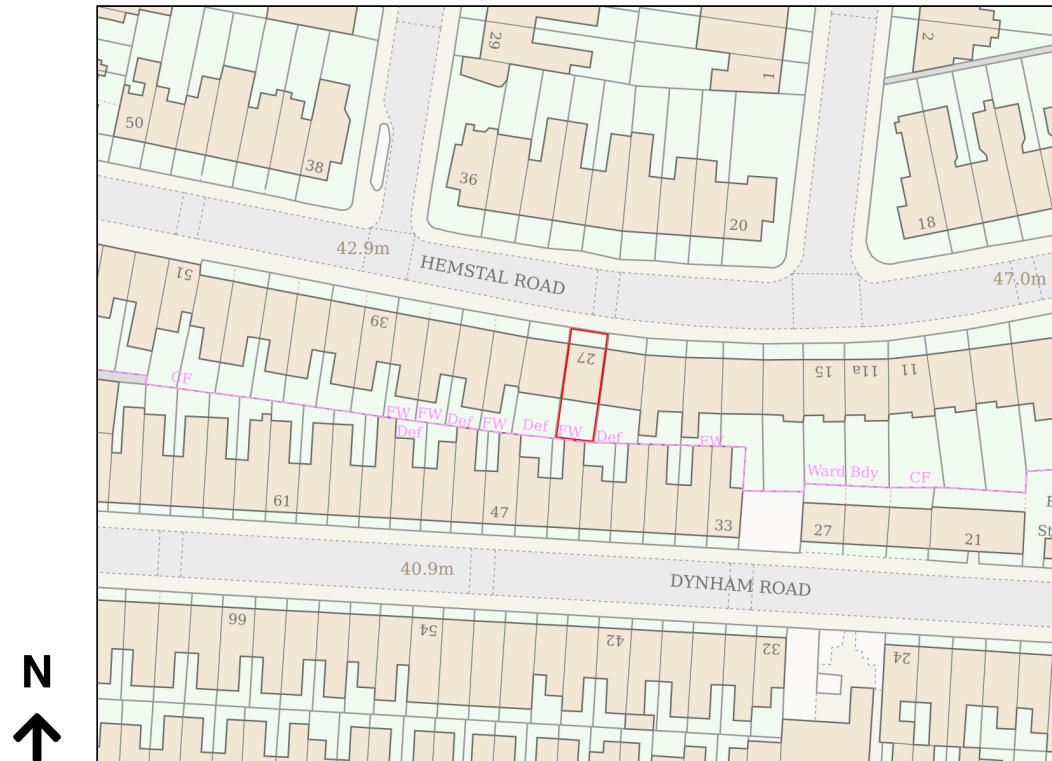 29
1
2
50
38
36
20
18
42.9m
HEMSTAL ROAD
47.0m
51
39
27
15
11a
11
CF
FW
FW
Def
FW
Def
FW
Def
FW
Def
Ward Bdy
CF
61
47
33
27
21
E
St
40.9m
DYNHAM ROAD
66
54
42
32
24
N